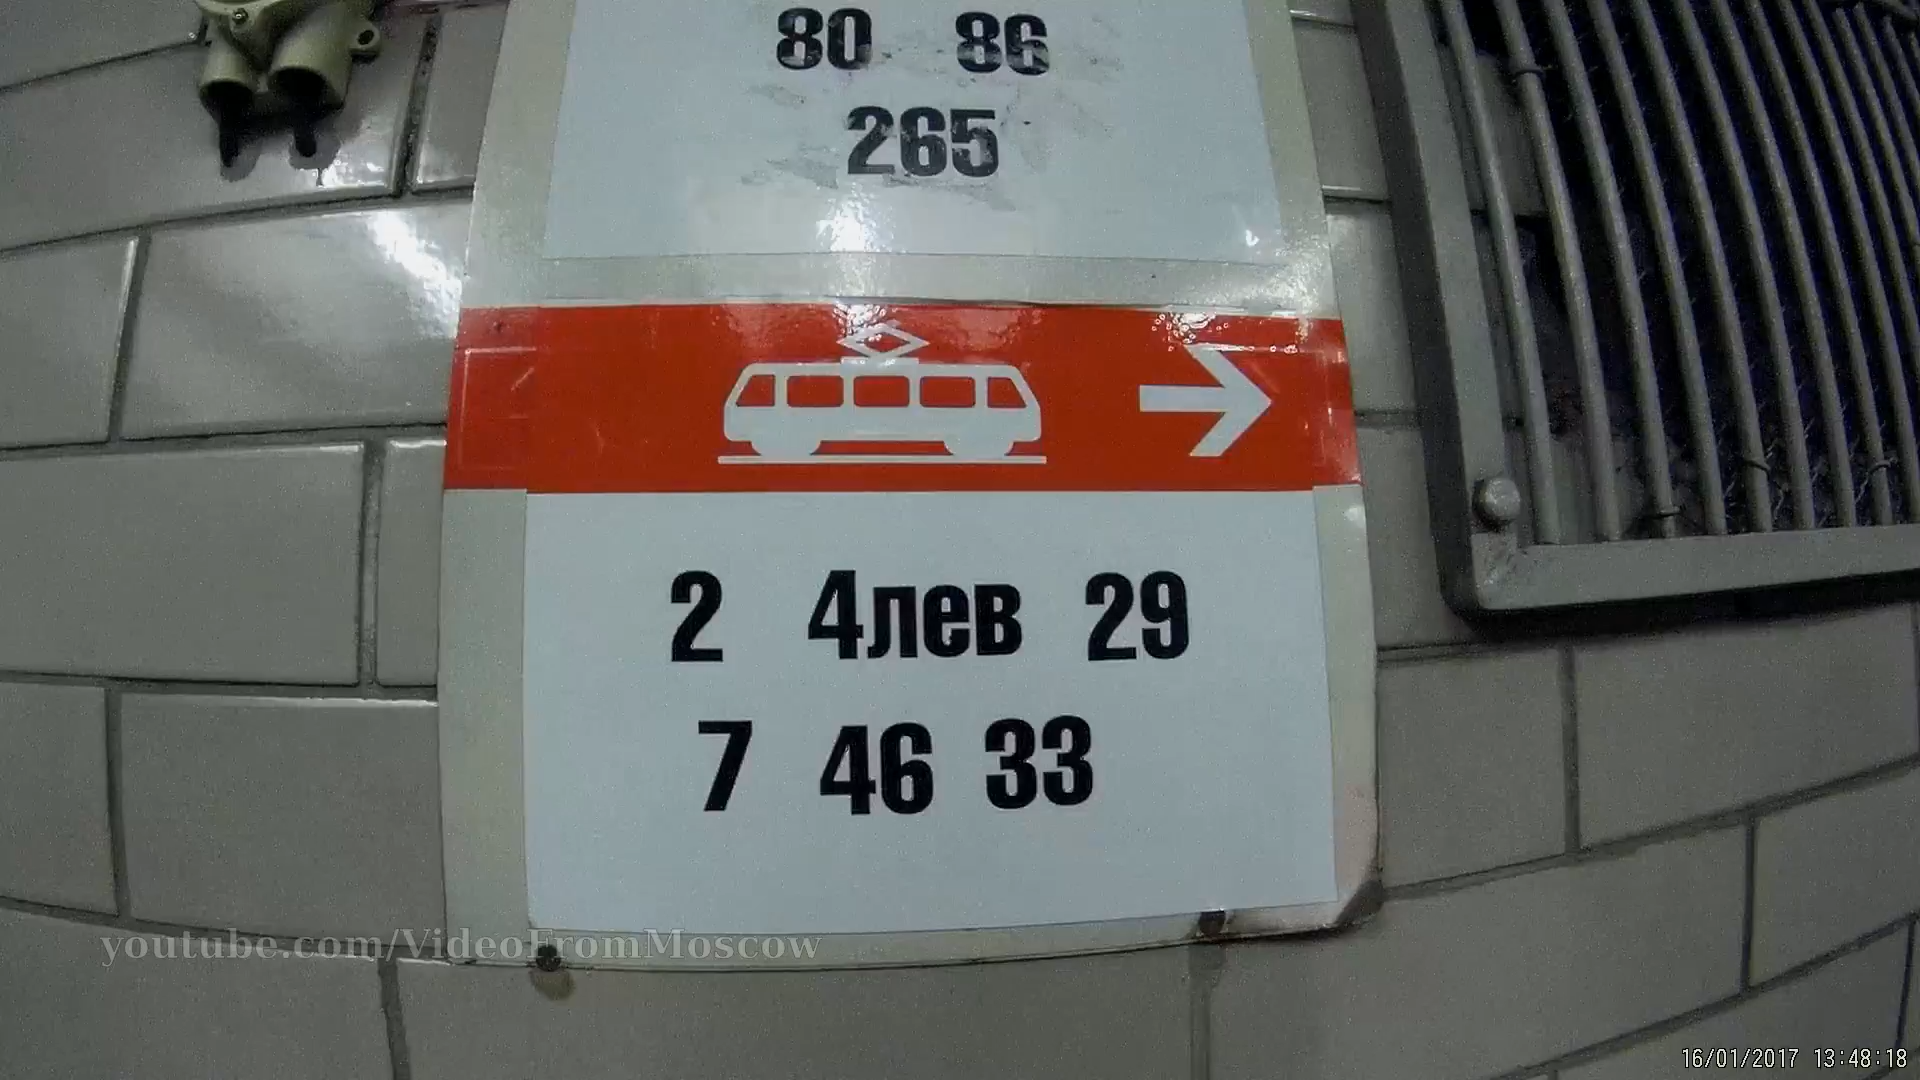 80 86
265
2 4лев 29
7 46 33
youtube.com/VideoFromMoscow
16/01/2017 13:48:18